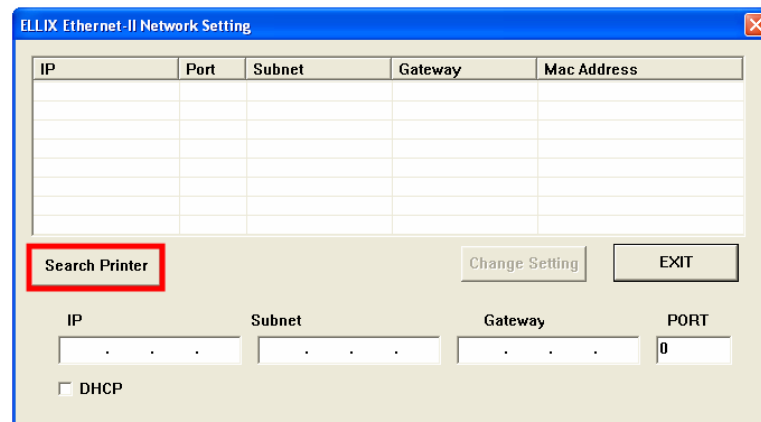 ELLIX Ethernet-II Network Setting
IP Port Subnet Gateway Mac Address
Search Printer Change Setting EXIT
IP Subnet Gateway PORT
. . . . . . . . . 0
DHCP